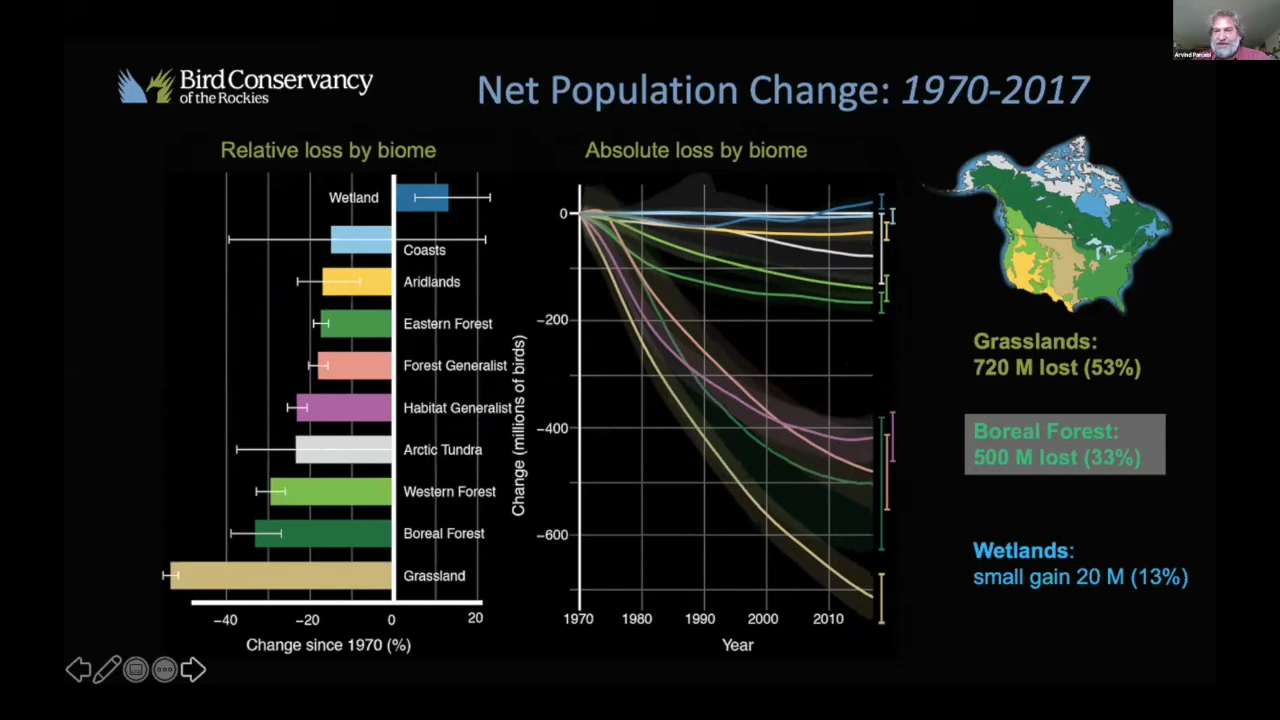 Bird Conservancy
of the Rockies
Net Population Change: 1970-2017
Arvind Panjabi
Relative loss by biome
Wetland
Coasts
Aridlands
Eastern Forest
Forest Generalist
Habitat Generalist
Arctic Tundra
Western Forest
Boreal Forest
Grassland
−40 −20 0 20
Change since 1970 (%)
Absolute loss by biome
Change (millions of birds)
0
−200
−400
−600
1970 1980 1990 2000 2010
Year
Grasslands:
720 M lost (53%)
Boreal Forest:
500 M lost (33%)
Wetlands:
small gain 20 M (13%)